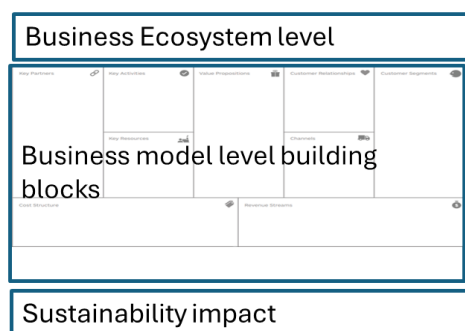 Business Ecosystem level
Key Partners
Key Activities
Value Propositions
Customer Relationships
Customer Segments
Key Resources
Channels
Business model level building
blocks
Cost Structure
Revenue Streams
Sustainability impact